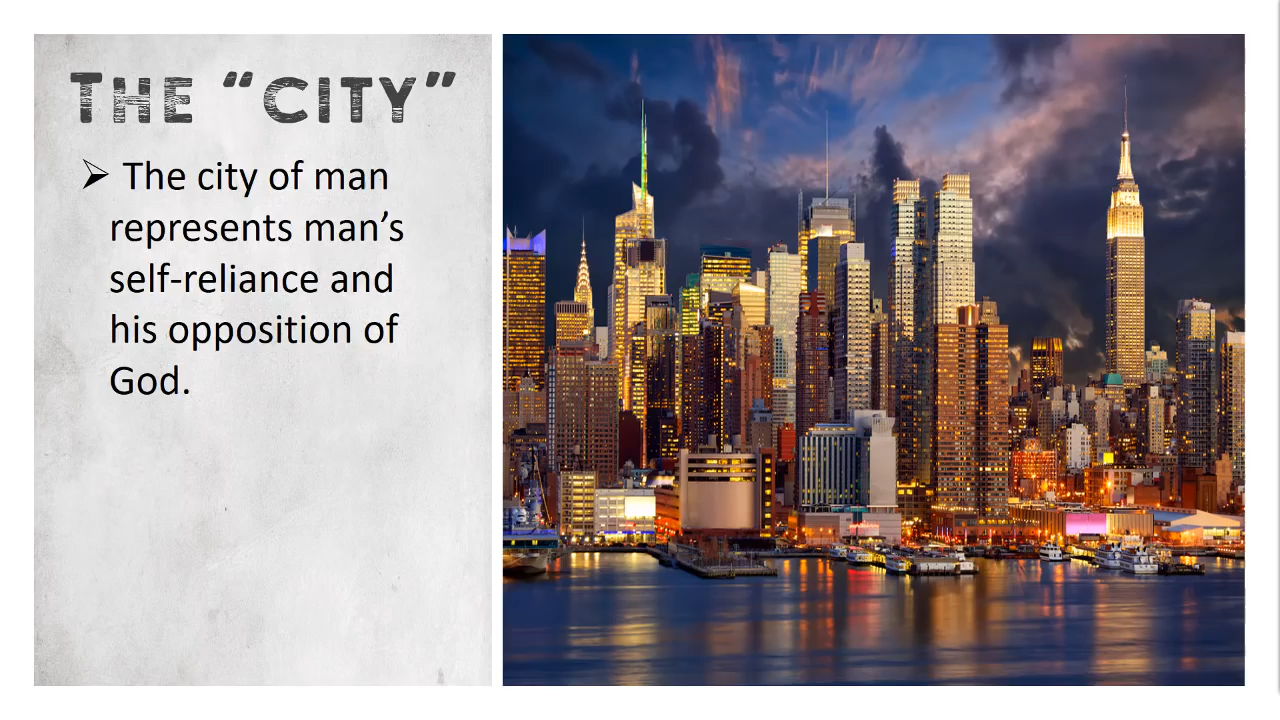 THE “CITY”
➢ The city of man
represents man’s
self-reliance and
his opposition of
God.